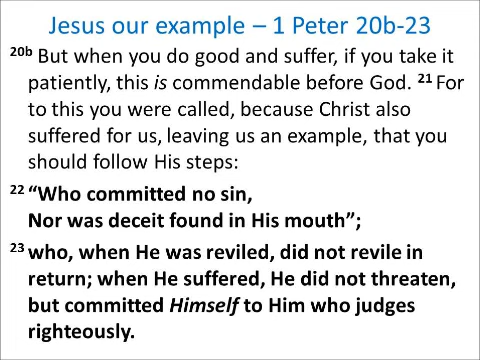 Jesus our example – 1 Peter 20b-23
20b But when you do good and suffer, if you take it
patiently, this is commendable before God. 21 For
to this you were called, because Christ also
suffered for us, leaving us an example, that you
should follow His steps:
22 “Who committed no sin,
Nor was deceit found in His mouth”;
23 who, when He was reviled, did not revile in
return; when He suffered, He did not threaten,
but committed Himself to Him who judges
righteously.